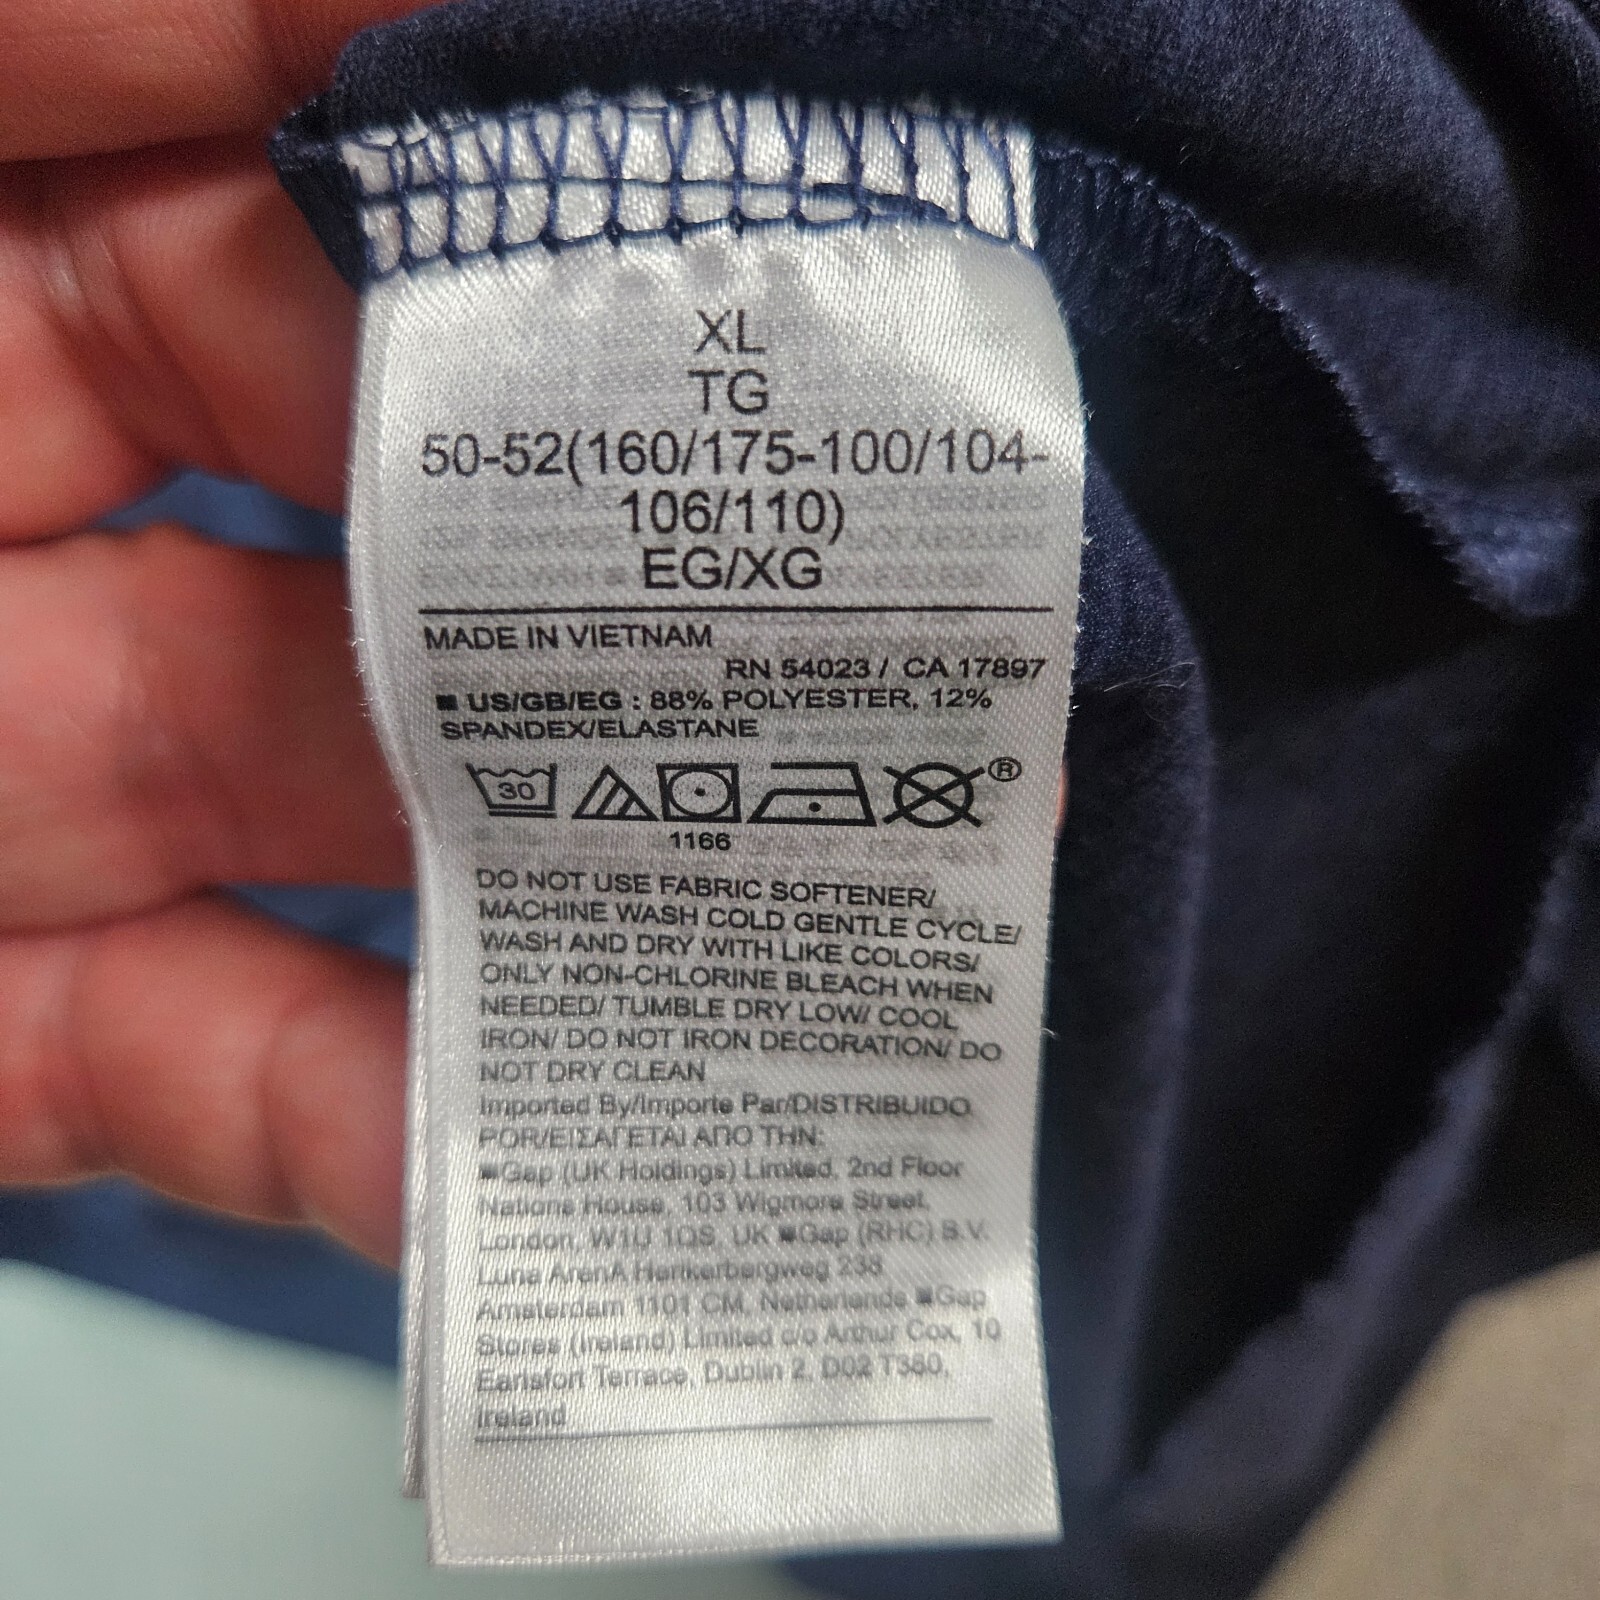 XL
TG
50-52(160/175-100/104-
106/110)
EG/XG
MADE IN VIETNAM
RN 54023 / CA 17897
■ US/GB/EG : 88% POLYESTER, 12%
SPANDEX/ELASTANE
30
®
1166
DO NOT USE FABRIC SOFTENER/
MACHINE WASH COLD GENTLE CYCLE/
WASH AND DRY WITH LIKE COLORS/
ONLY NON-CHLORINE BLEACH WHEN
NEEDED/ TUMBLE DRY LOW/ COOL
IRON/ DO NOT IRON DECORATION/ DO
NOT DRY CLEAN
Imported By/Importe Par/DISTRIBUIDO
POR/ΕΙΣΑΓΕΤΑΙ ΑΠΟ ΤΗΝ:
■Gap (UK Holdings) Limited, 2nd Floor
Nations House, 103 Wigmore Street,
London, W1U 1QS, UK ■Gap (RHC) B.V.
Luna ArenA Herikerbergweg 238
Amsterdam 1101 CM, Netherlands ■Gap
Stores (Ireland) Limited c/o Arthur Cox, 10
Earlsfort Terrace, Dublin 2, D02 T380,
Ireland